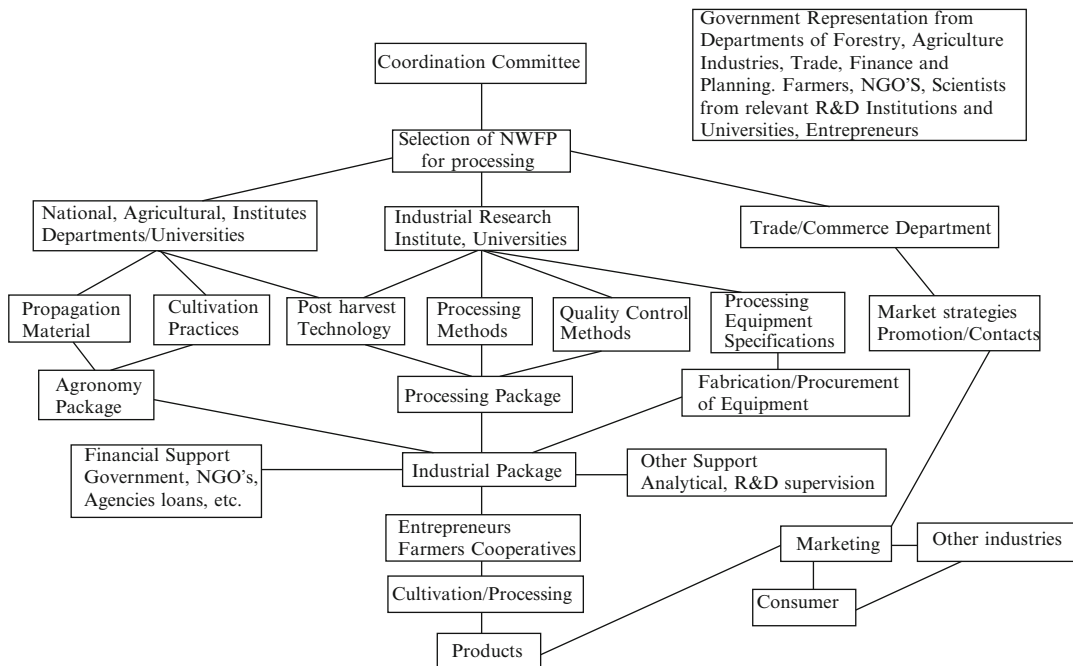 Government Representation from
Departments of Forestry, Agriculture
Industries, Trade, Finance and
Planning. Farmers, NGO'S, Scientists
from relevant R&D Institutions and
Universities, Entrepreneurs
Coordination Committee
Selection of NWFP
for processing
National, Agricultural, Institutes
Departments/Universities
Industrial Research
Institute, Universities
Trade/Commerce Department
Propagation
Material
Cultivation
Practices
Post harvest
Technology
Processing
Methods
Quality Control
Methods
Processing
Equipment
Specifications
Market strategies
Promotion/Contacts
Agronomy
Package
Processing Package
Fabrication/Procurement
of Equipment
Financial Support
Government, NGO's,
Agencies loans, etc.
Industrial Package
Other Support
Analytical, R&D supervision
Entrepreneurs
Farmers Cooperatives
Marketing
Other industries
Cultivation/Processing
Consumer
Products